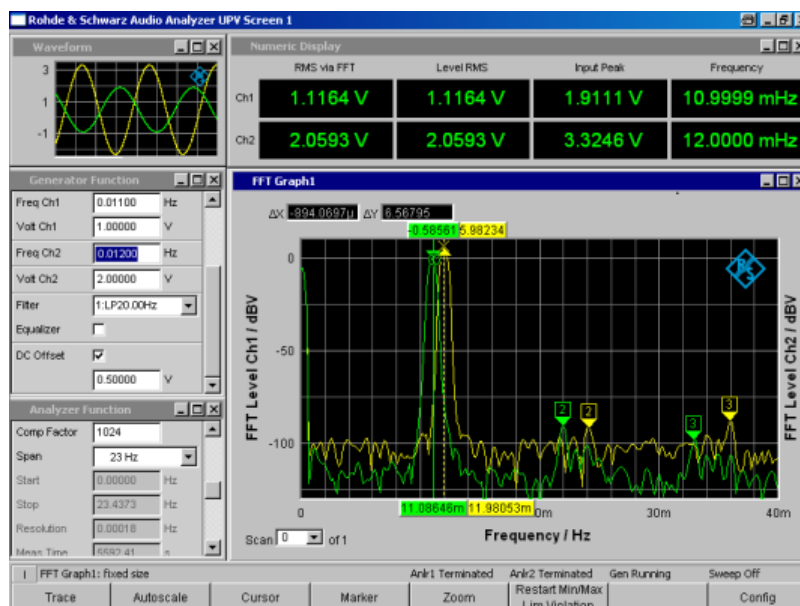 Rohde & Schwarz Audio Analyzer UPV Screen 1
Waveform
3
1
-1
Numeric Display
RMS via FFT Level RMS Input Peak Frequency
Ch1 1.1164 V 1.1164 V 1.9111 V 10.9999 mHz
Ch2 2.0593 V 2.0593 V 3.3246 V 12.0000 mHz
Generator Function
Freq Ch1 0.01100 Hz
Volt Ch1 1.00000 V
Freq Ch2 0.01200 Hz
Volt Ch2 2.00000 V
Filter 1:LP20.00Hz
Equalizer
DC Offset
0.50000 V
Analyzer Function
Comp Factor 1024
Span 23 Hz
Start 0.00000 Hz
Stop 23.4373 Hz
Resolution 0.00018 Hz
Meas Time 5592.41 s
FFT Graph1
ΔX -894.0697µ ΔY 6.56795
-0.58561 5.98234
FFT Level Ch1 / dBV
0
-50
-100
2 2 3 3
FFT Level Ch2 / dBV
11.08646m 11.98053m
0 0m 30m 40m
Frequency / Hz
Scan 0 of 1
FFT Graph1: fixed size Anlr1 Terminated Anlr2 Terminated Gen Running Sweep Off
Trace Autoscale Cursor Marker Zoom Restart Min/Max Config
Lim Violation